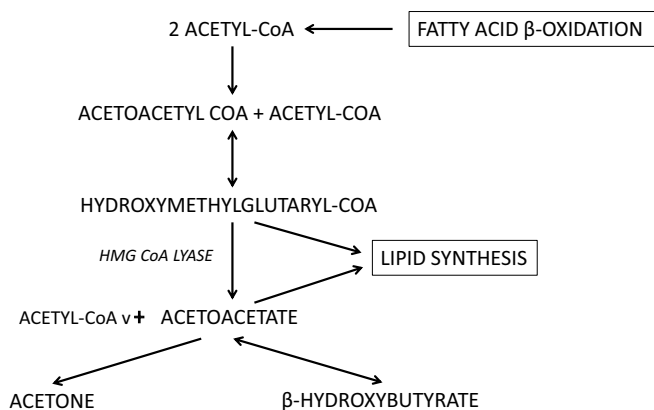 2 ACETYL-CoA
FATTY ACID β-OXIDATION
ACETOACETYL COA + ACETYL-COA
HYDROXYMETHYLGLUTARYL-COA
HMG CoA LYASE
LIPID SYNTHESIS
ACETYL-CoA v + ACETOACETATE
ACETONE
β-HYDROXYBUTYRATE